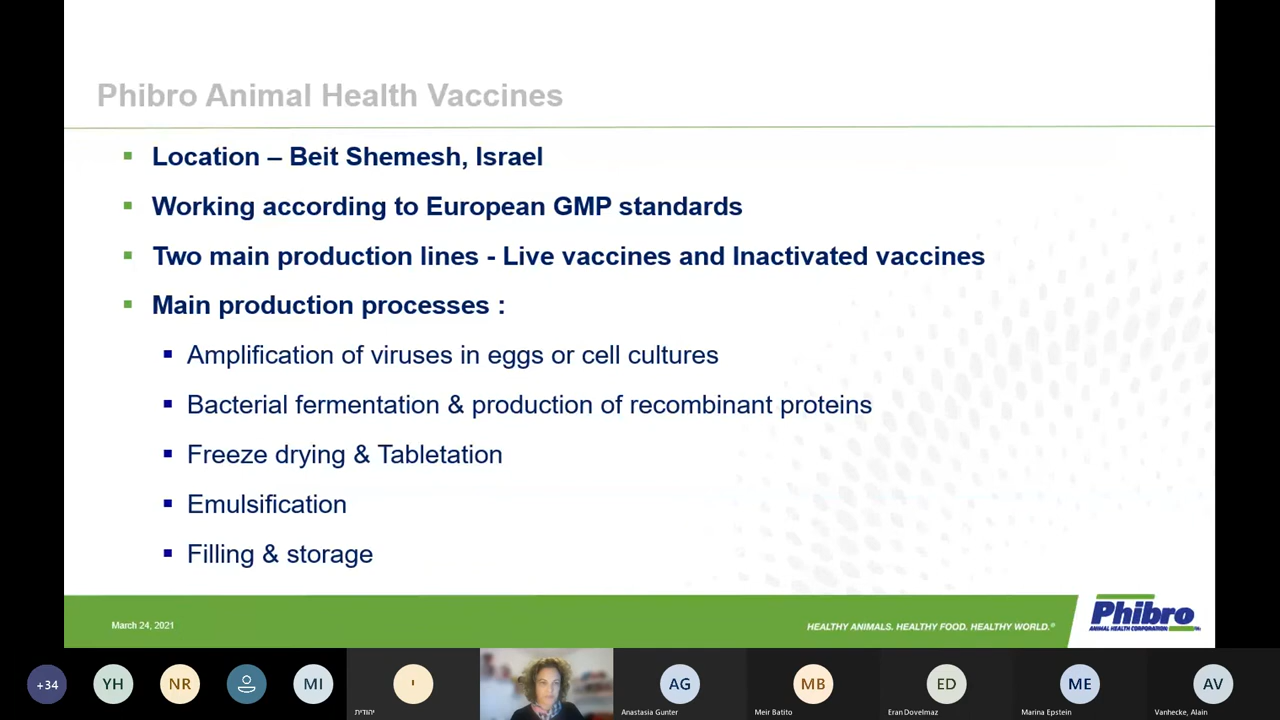 Phibro Animal Health Vaccines
Location – Beit Shemesh, Israel
Working according to European GMP standards
Two main production lines - Live vaccines and Inactivated vaccines
Main production processes :
Amplification of viruses in eggs or cell cultures
Bacterial fermentation & production of recombinant proteins
Freeze drying & Tabletation
Emulsification
Filling & storage
March 24, 2021
HEALTHY ANIMALS. HEALTHY FOOD. HEALTHY WORLD.®
Phibro
ANIMAL HEALTH CORPORATION
+34
YH
NR
MI
י
יהודית
AG
Anastasia Gunter
MB
Meir Batito
ED
Eran Dovelmaz
ME
Marina Epstein
AV
Vanhecke, Alain